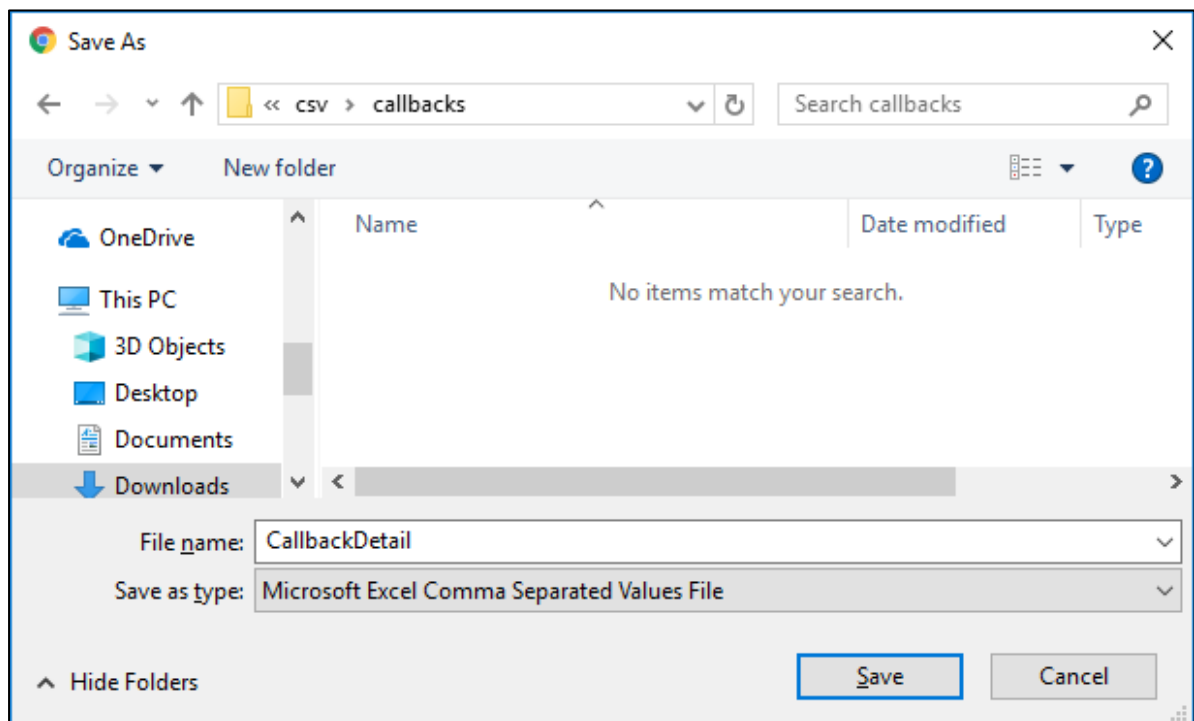 Save As
« csv > callbacks
Search callbacks
Organize
New folder
?
Name
Date modified
Type
OneDrive
No items match your search.
This PC
3D Objects
Desktop
Documents
Downloads
File name: CallbackDetail
Save as type: Microsoft Excel Comma Separated Values File
Hide Folders
Save
Cancel